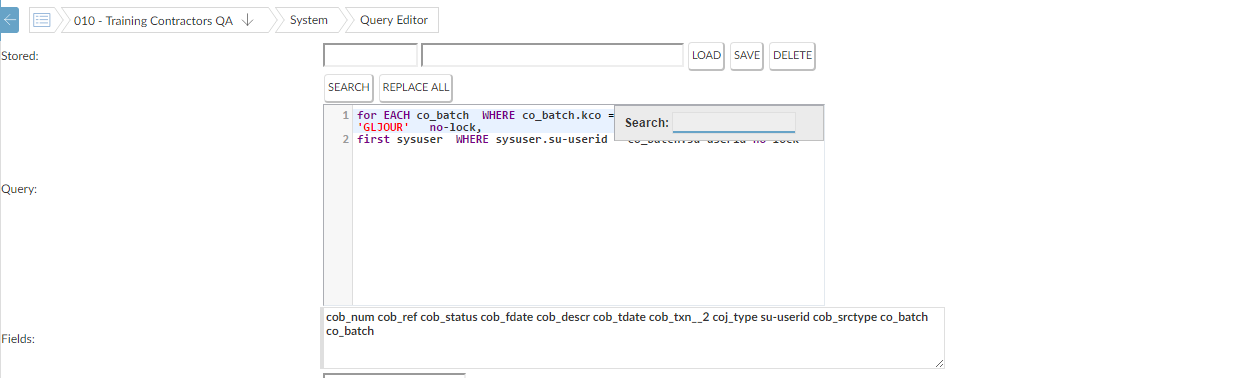 010 - Training Contractors QA
System
Query Editor
Stored:
LOAD SAVE DELETE
SEARCH REPLACE ALL
Query:
1 for EACH co_batch WHERE co_batch.kco =
'GLJOUR' no-lock,
2 first sysuser WHERE sysuser.su-userid
Search:
Fields:
cob_num cob_ref cob_status cob_fdate cob_descr cob_tdate cob_txn__2 coj_type su-userid cob_srctype co_batch
co_batch